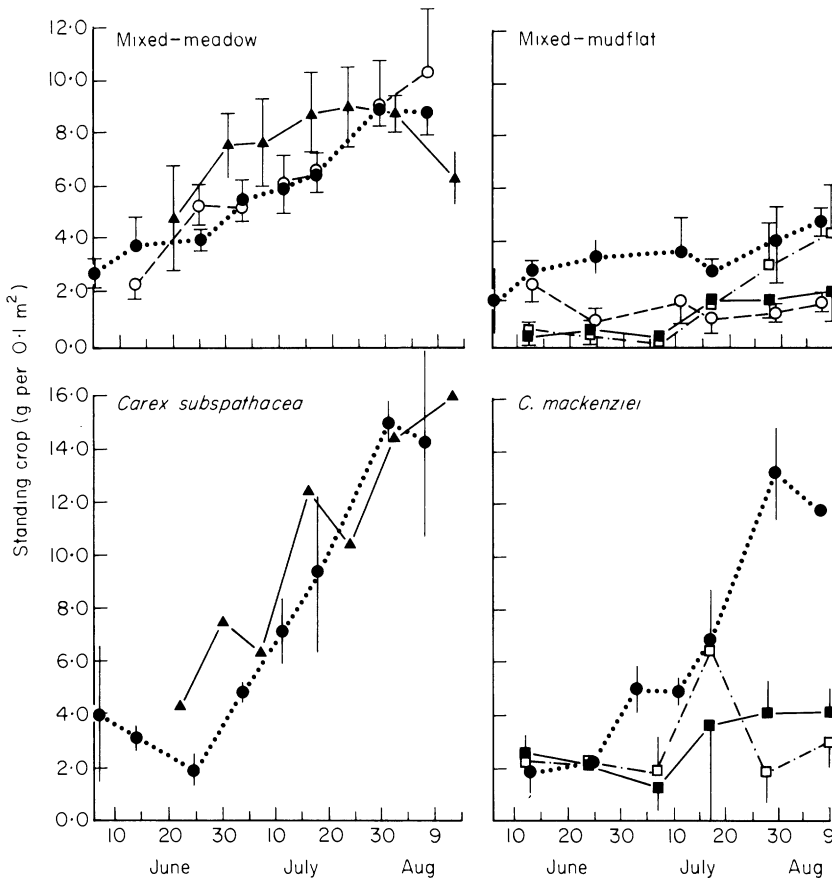 Mixed-meadow
Mixed-mudflat
12·0
10·0
8·0
6·0
4·0
2·0
0·0
Standing crop (g per 0·1 m²)
Carex subspathacea
C. mackenziei
16·0
14·0
12·0
10·0
8·0
6·0
4·0
2·0
0·0
10 20 30 10 20 30 9
June July Aug
10 20 30 10 20 30 9
June July Aug